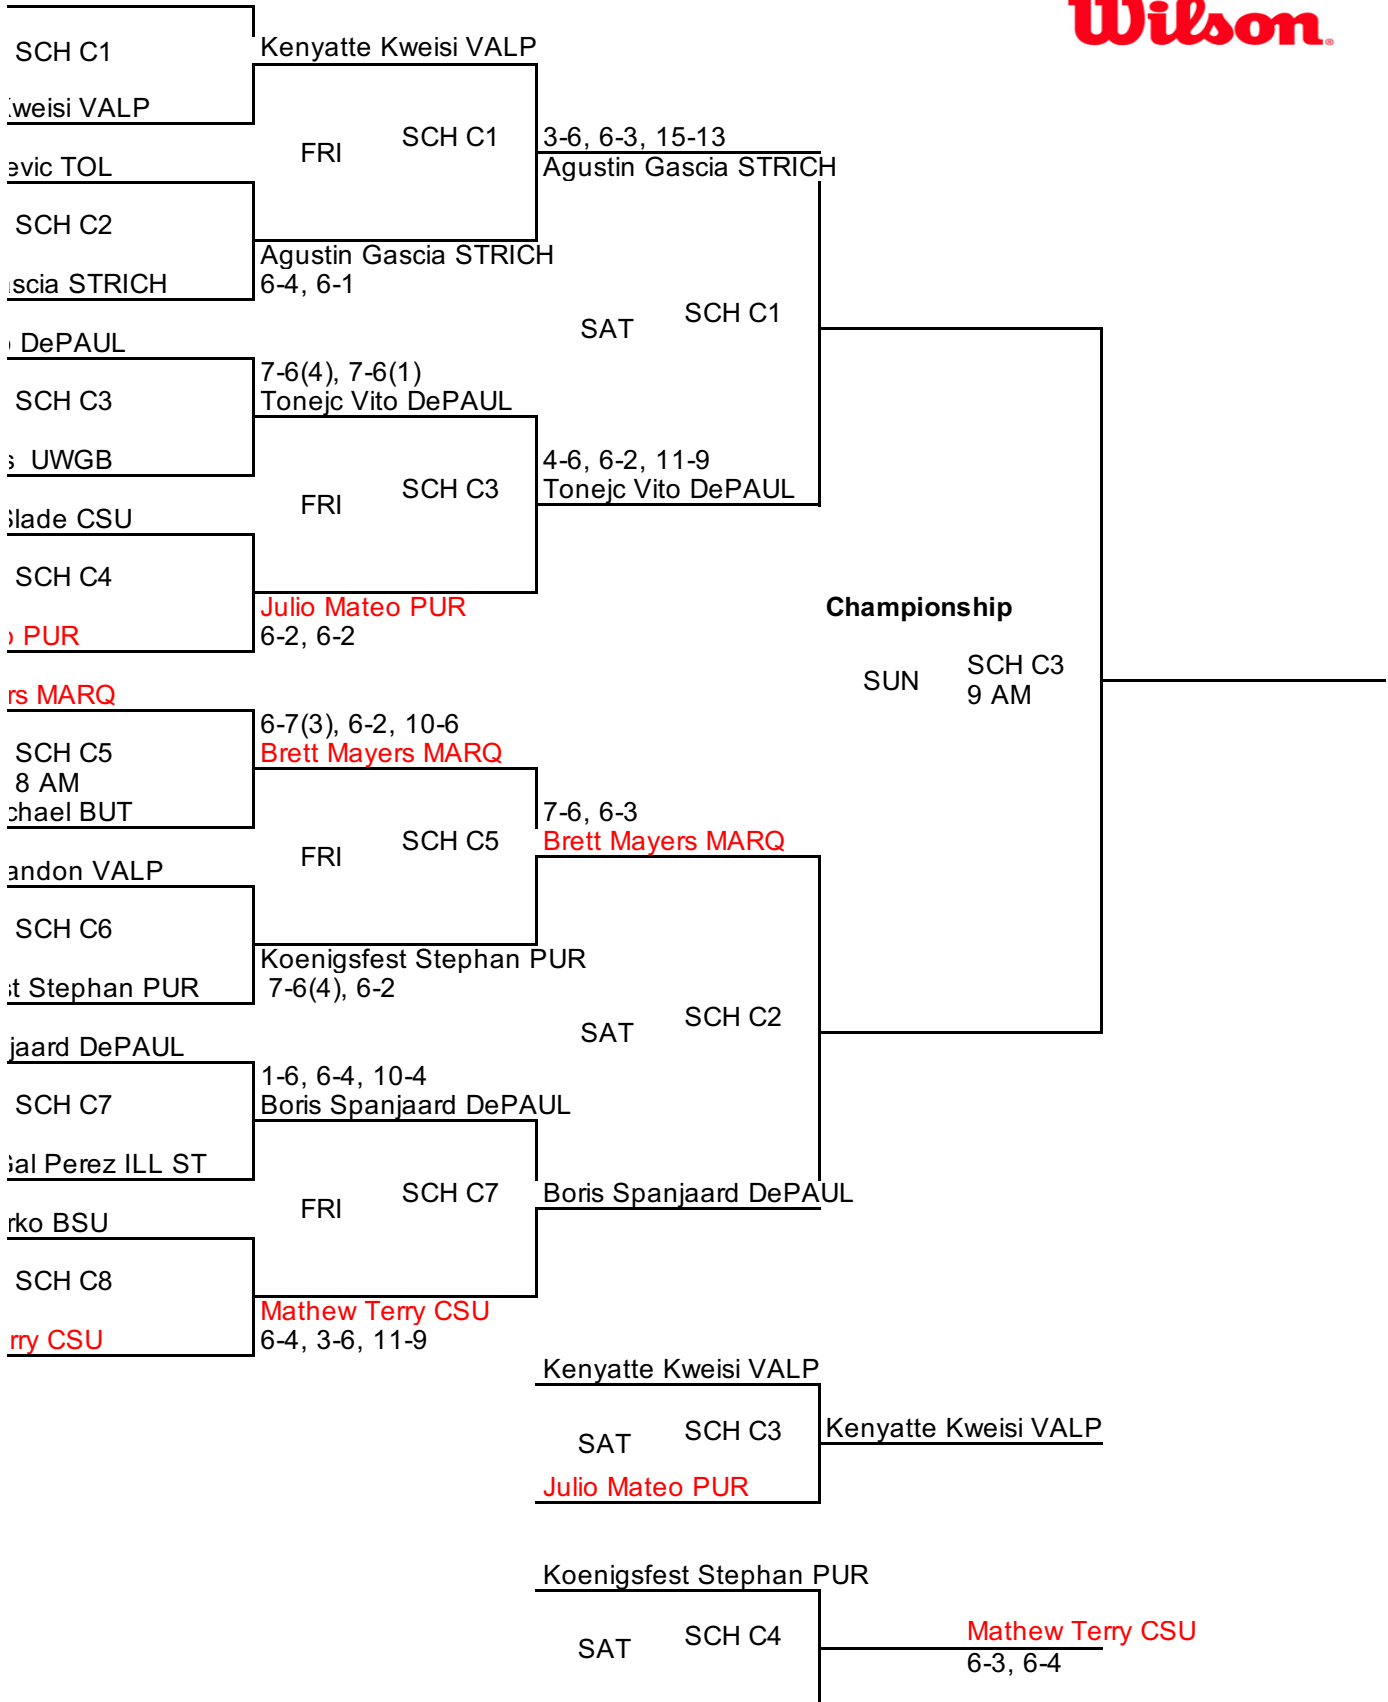 Wilson.
SCH C1
Kenyatte Kweisi VALP
Kweisi VALP
FRI
SCH C1
3-6, 6-3, 15-13
evic TOL
Agustin Gascia STRICH
SCH C2
Agustin Gascia STRICH
ascia STRICH
6-4, 6-1
SAT
SCH C1
DePAUL
7-6(4), 7-6(1)
SCH C3
Tonejc Vito DePAUL
UWGB
4-6, 6-2, 11-9
FRI
SCH C3
Tonejc Vito DePAUL
Slade CSU
SCH C4
Julio Mateo PUR
Championship
PUR
6-2, 6-2
SUN
SCH C3
9 AM
rs MARQ
6-7(3), 6-2, 10-6
SCH C5
Brett Mayers MARQ
8 AM
chael BUT
7-6, 6-3
FRI
SCH C5
Brett Mayers MARQ
andon VALP
SCH C6
Koenigsfest Stephan PUR
st Stephan PUR
7-6(4), 6-2
SAT
SCH C2
jaard DePAUL
1-6, 6-4, 10-4
SCH C7
Boris Spanjaard DePAUL
Gal Perez ILL ST
FRI
SCH C7
Boris Spanjaard DePAUL
rko BSU
SCH C8
Mathew Terry CSU
rry CSU
6-4, 3-6, 11-9
Kenyatte Kweisi VALP
SAT
SCH C3
Kenyatte Kweisi VALP
Julio Mateo PUR
Koenigsfest Stephan PUR
SAT
SCH C4
Mathew Terry CSU
6-3, 6-4